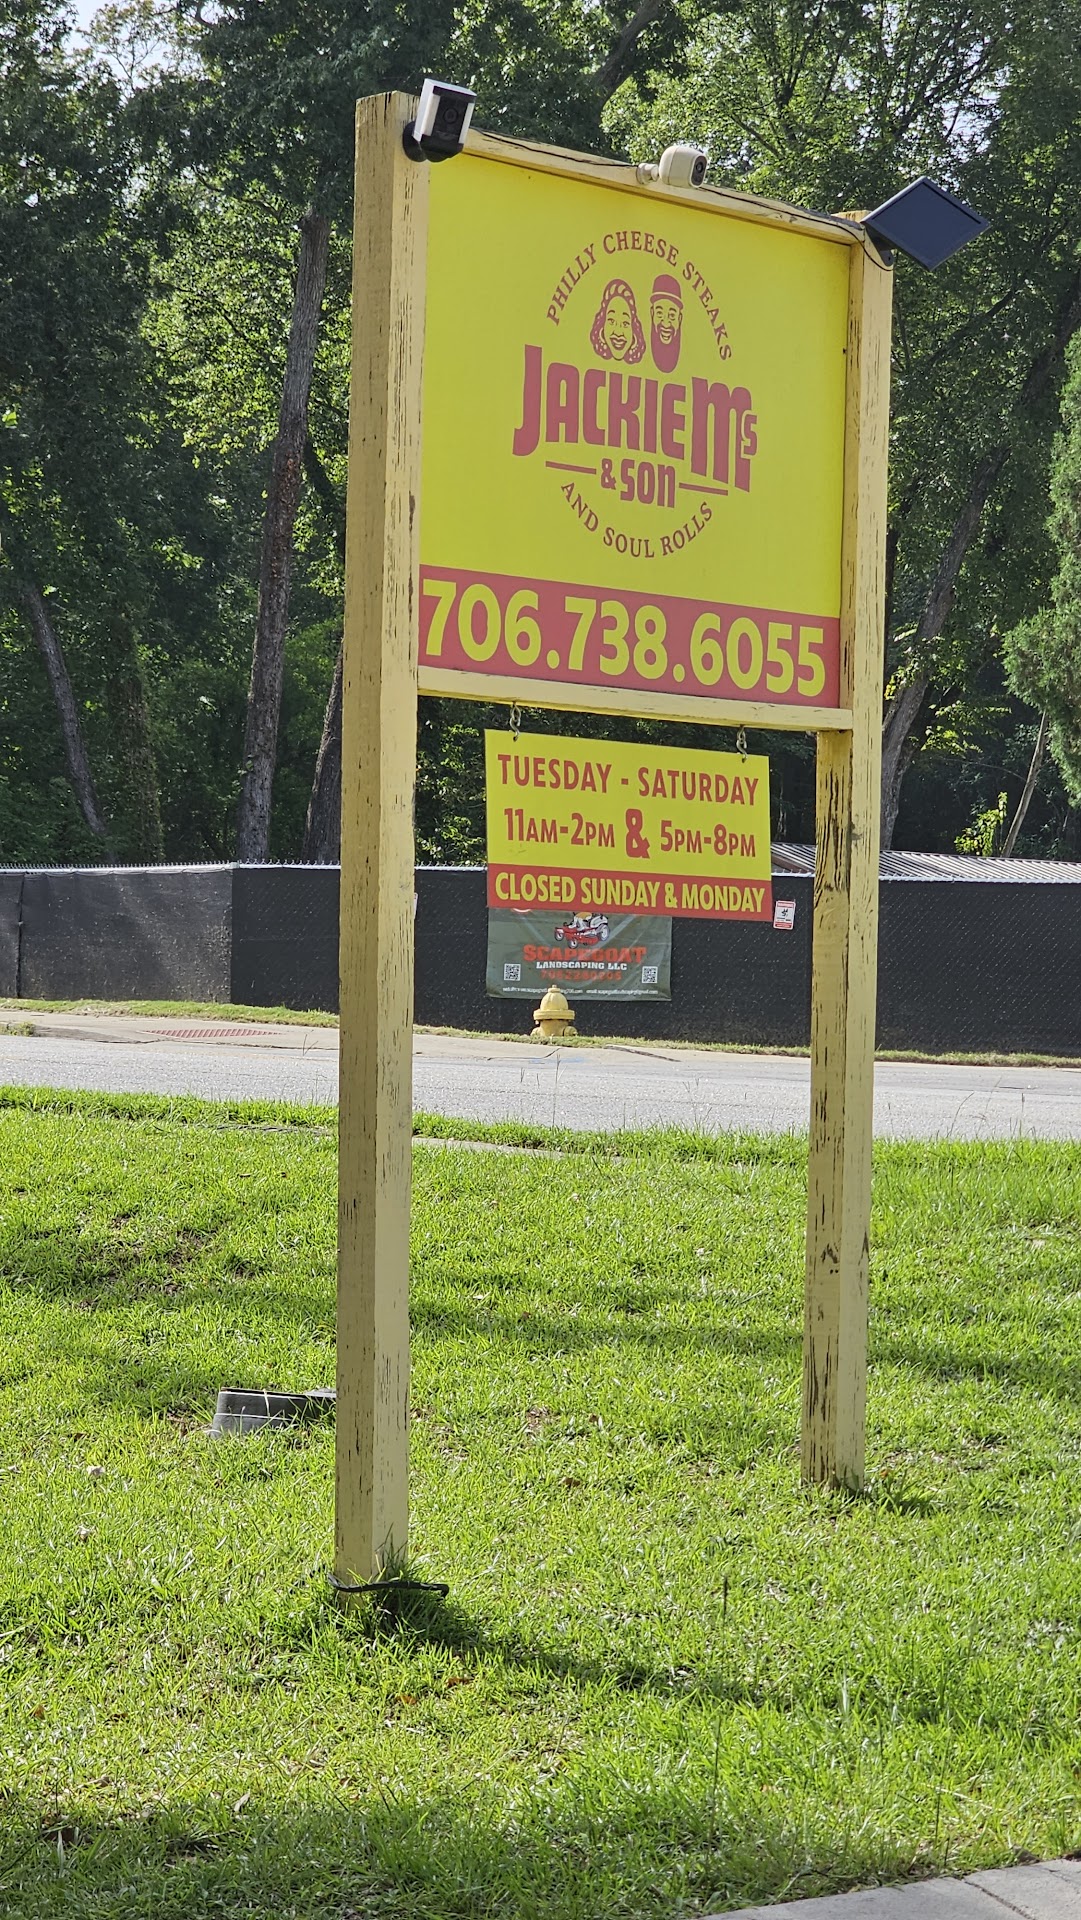 PHILLY CHEESE STEAKS
JACKIE Ms
& SON
AND SOUL ROLLS
706.738.6055
TUESDAY - SATURDAY
11AM-2PM & 5PM-8PM
CLOSED SUNDAY & MONDAY
SCAPEGOAT
LANDSCAPING LLC